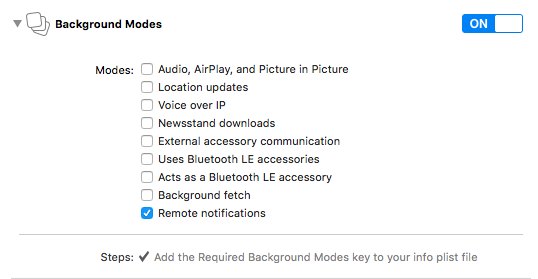 Background Modes
ON
Modes:
Audio, AirPlay, and Picture in Picture
Location updates
Voice over IP
Newsstand downloads
External accessory communication
Uses Bluetooth LE accessories
Acts as a Bluetooth LE accessory
Background fetch
Remote notifications
Steps: ✔ Add the Required Background Modes key to your info plist file